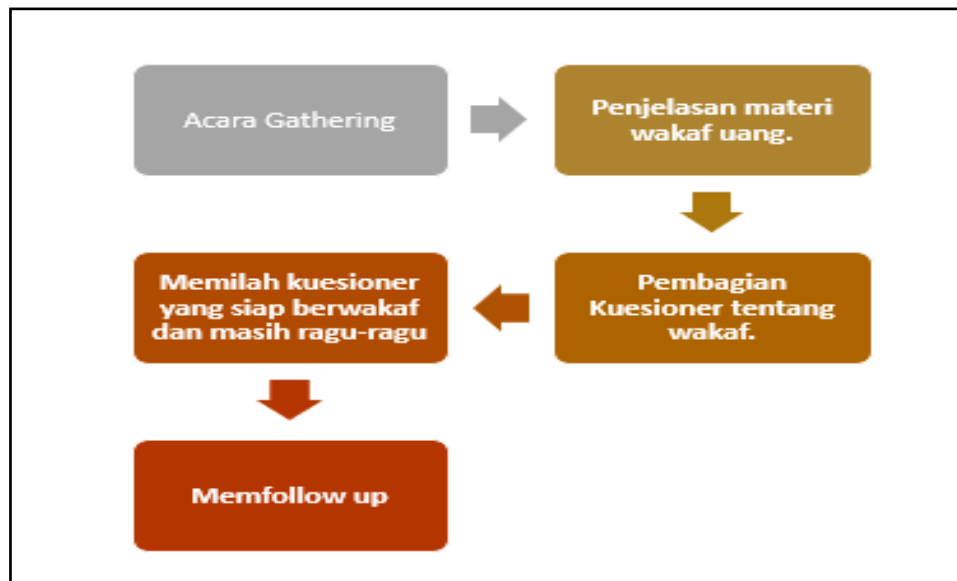 Acara Gathering
Penjelasan materi
wakaf uang.
Pembagian
Kuesioner tentang
wakaf.
Memilah kuesioner
yang siap berwakaf
dan masih ragu-ragu
Memfollow up